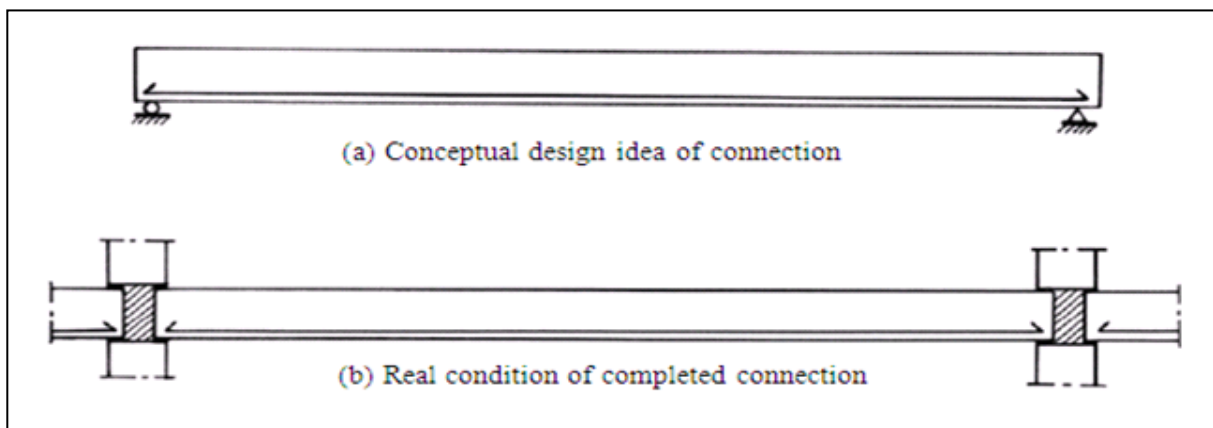 (a) Conceptual design idea of connection
(b) Real condition of completed connection